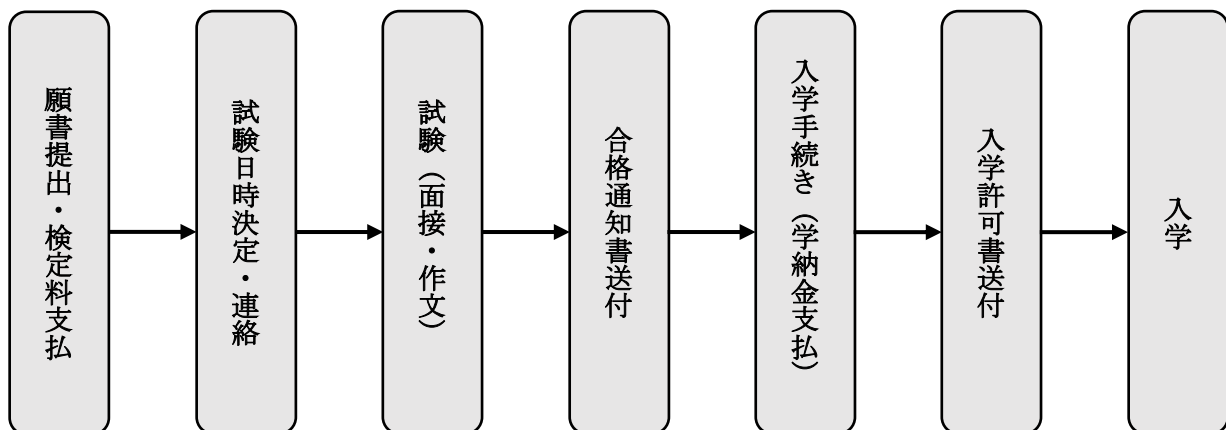 願書提出・検定料支払
試験日時決定・連絡
試験（面接・作文）
合格通知書送付
入学手続き（学納金支払）
入学許可書送付
入学